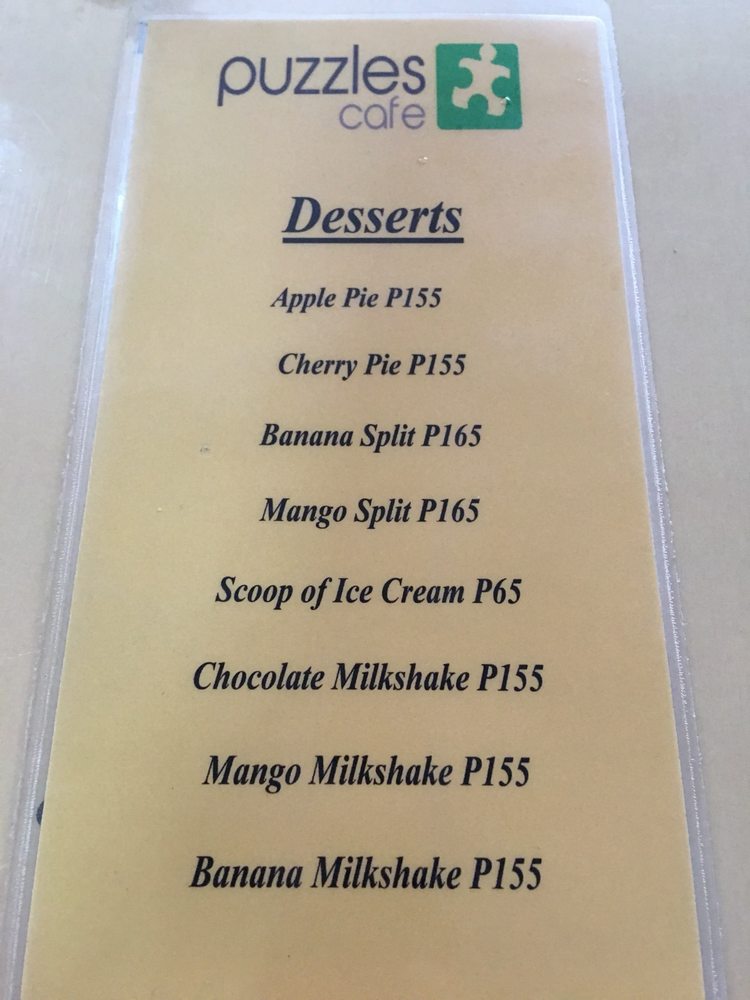 puzzles
cafe
Desserts
Apple Pie P155
Cherry Pie P155
Banana Split P165
Mango Split P165
Scoop of Ice Cream P65
Chocolate Milkshake P155
Mango Milkshake P155
Banana Milkshake P155